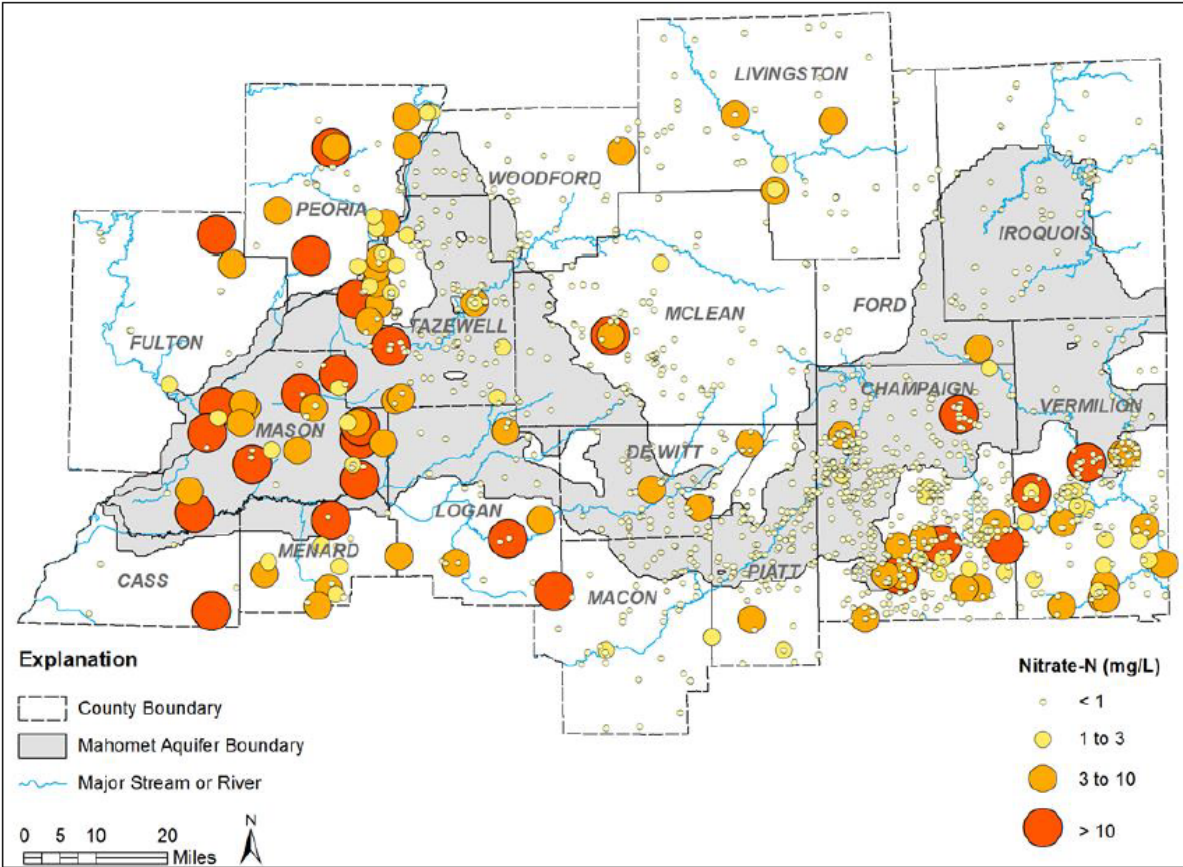 LIVINGSTON
WOODFORD
PEORIA
IROQUOIS
MCLEAN
FORD
TAZEWELL
FULTON
CHAMPAIGN
VERMILION
MASON
DE WITT
LOGAN
MENARD
PIATT
CASS
MACON
Explanation
County Boundary
Mahomet Aquifer Boundary
Major Stream or River
0 5 10 20
Miles
N
Nitrate-N (mg/L)
< 1
1 to 3
3 to 10
> 10